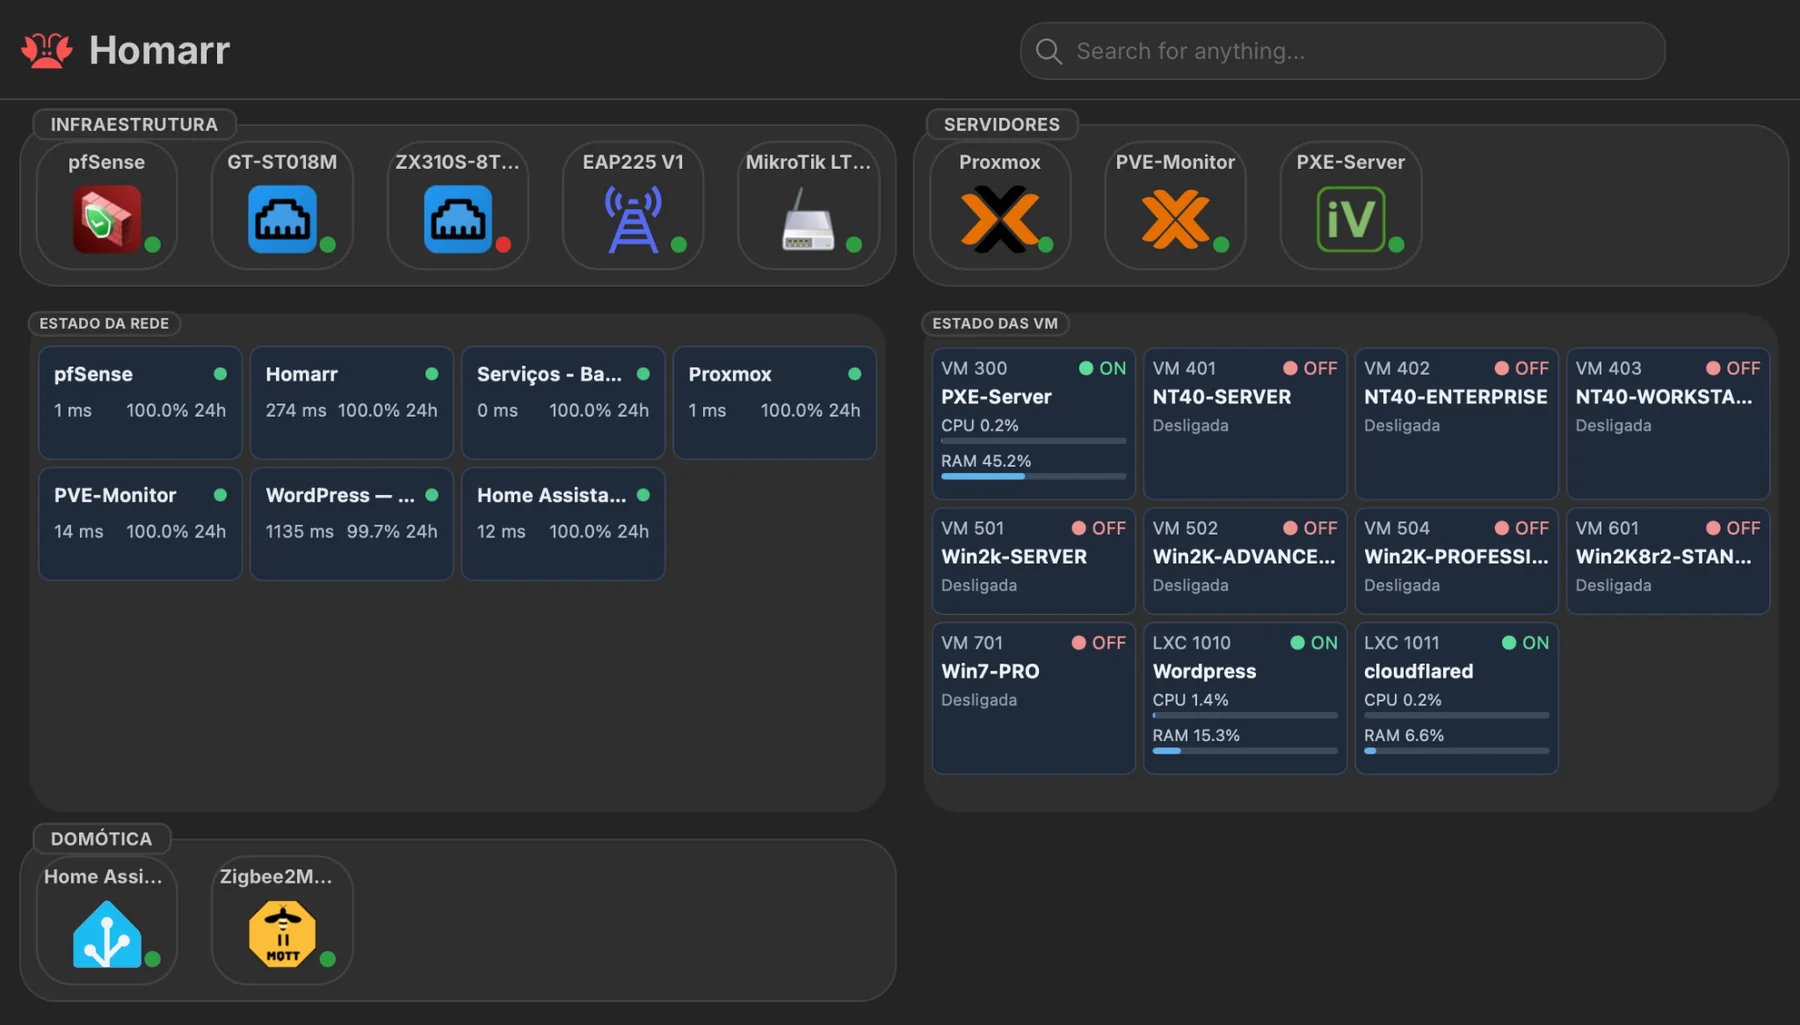 Homarr
Search for anything...
INFRAESTRUTURA
pfSense
GT-ST018M
ZX310S-8T...
EAP225 V1
MikroTik LT...
SERVIDORES
Proxmox
PVE-Monitor
PXE-Server
iV
ESTADO DA REDE
pfSense
1 ms 100.0% 24h
Homarr
274 ms 100.0% 24h
Serviços - Ba...
0 ms 100.0% 24h
Proxmox
1 ms 100.0% 24h
PVE-Monitor
14 ms 100.0% 24h
WordPress — ...
1135 ms 99.7% 24h
Home Assista...
12 ms 100.0% 24h
ESTADO DAS VM
VM 300 ON
PXE-Server
CPU 0.2%
RAM 45.2%
VM 401 OFF
NT40-SERVER
Desligada
VM 402 OFF
NT40-ENTERPRISE
Desligada
VM 403 OFF
NT40-WORKSTA...
Desligada
VM 501 OFF
Win2k-SERVER
Desligada
VM 502 OFF
Win2K-ADVANCE...
Desligada
VM 504 OFF
Win2K-PROFESSI...
Desligada
VM 601 OFF
Win2K8r2-STAN...
Desligada
VM 701 OFF
Win7-PRO
Desligada
LXC 1010 ON
Wordpress
CPU 1.4%
RAM 15.3%
LXC 1011 ON
cloudflared
CPU 0.2%
RAM 6.6%
DOMÓTICA
Home Assi...
Zigbee2M...
MQTT